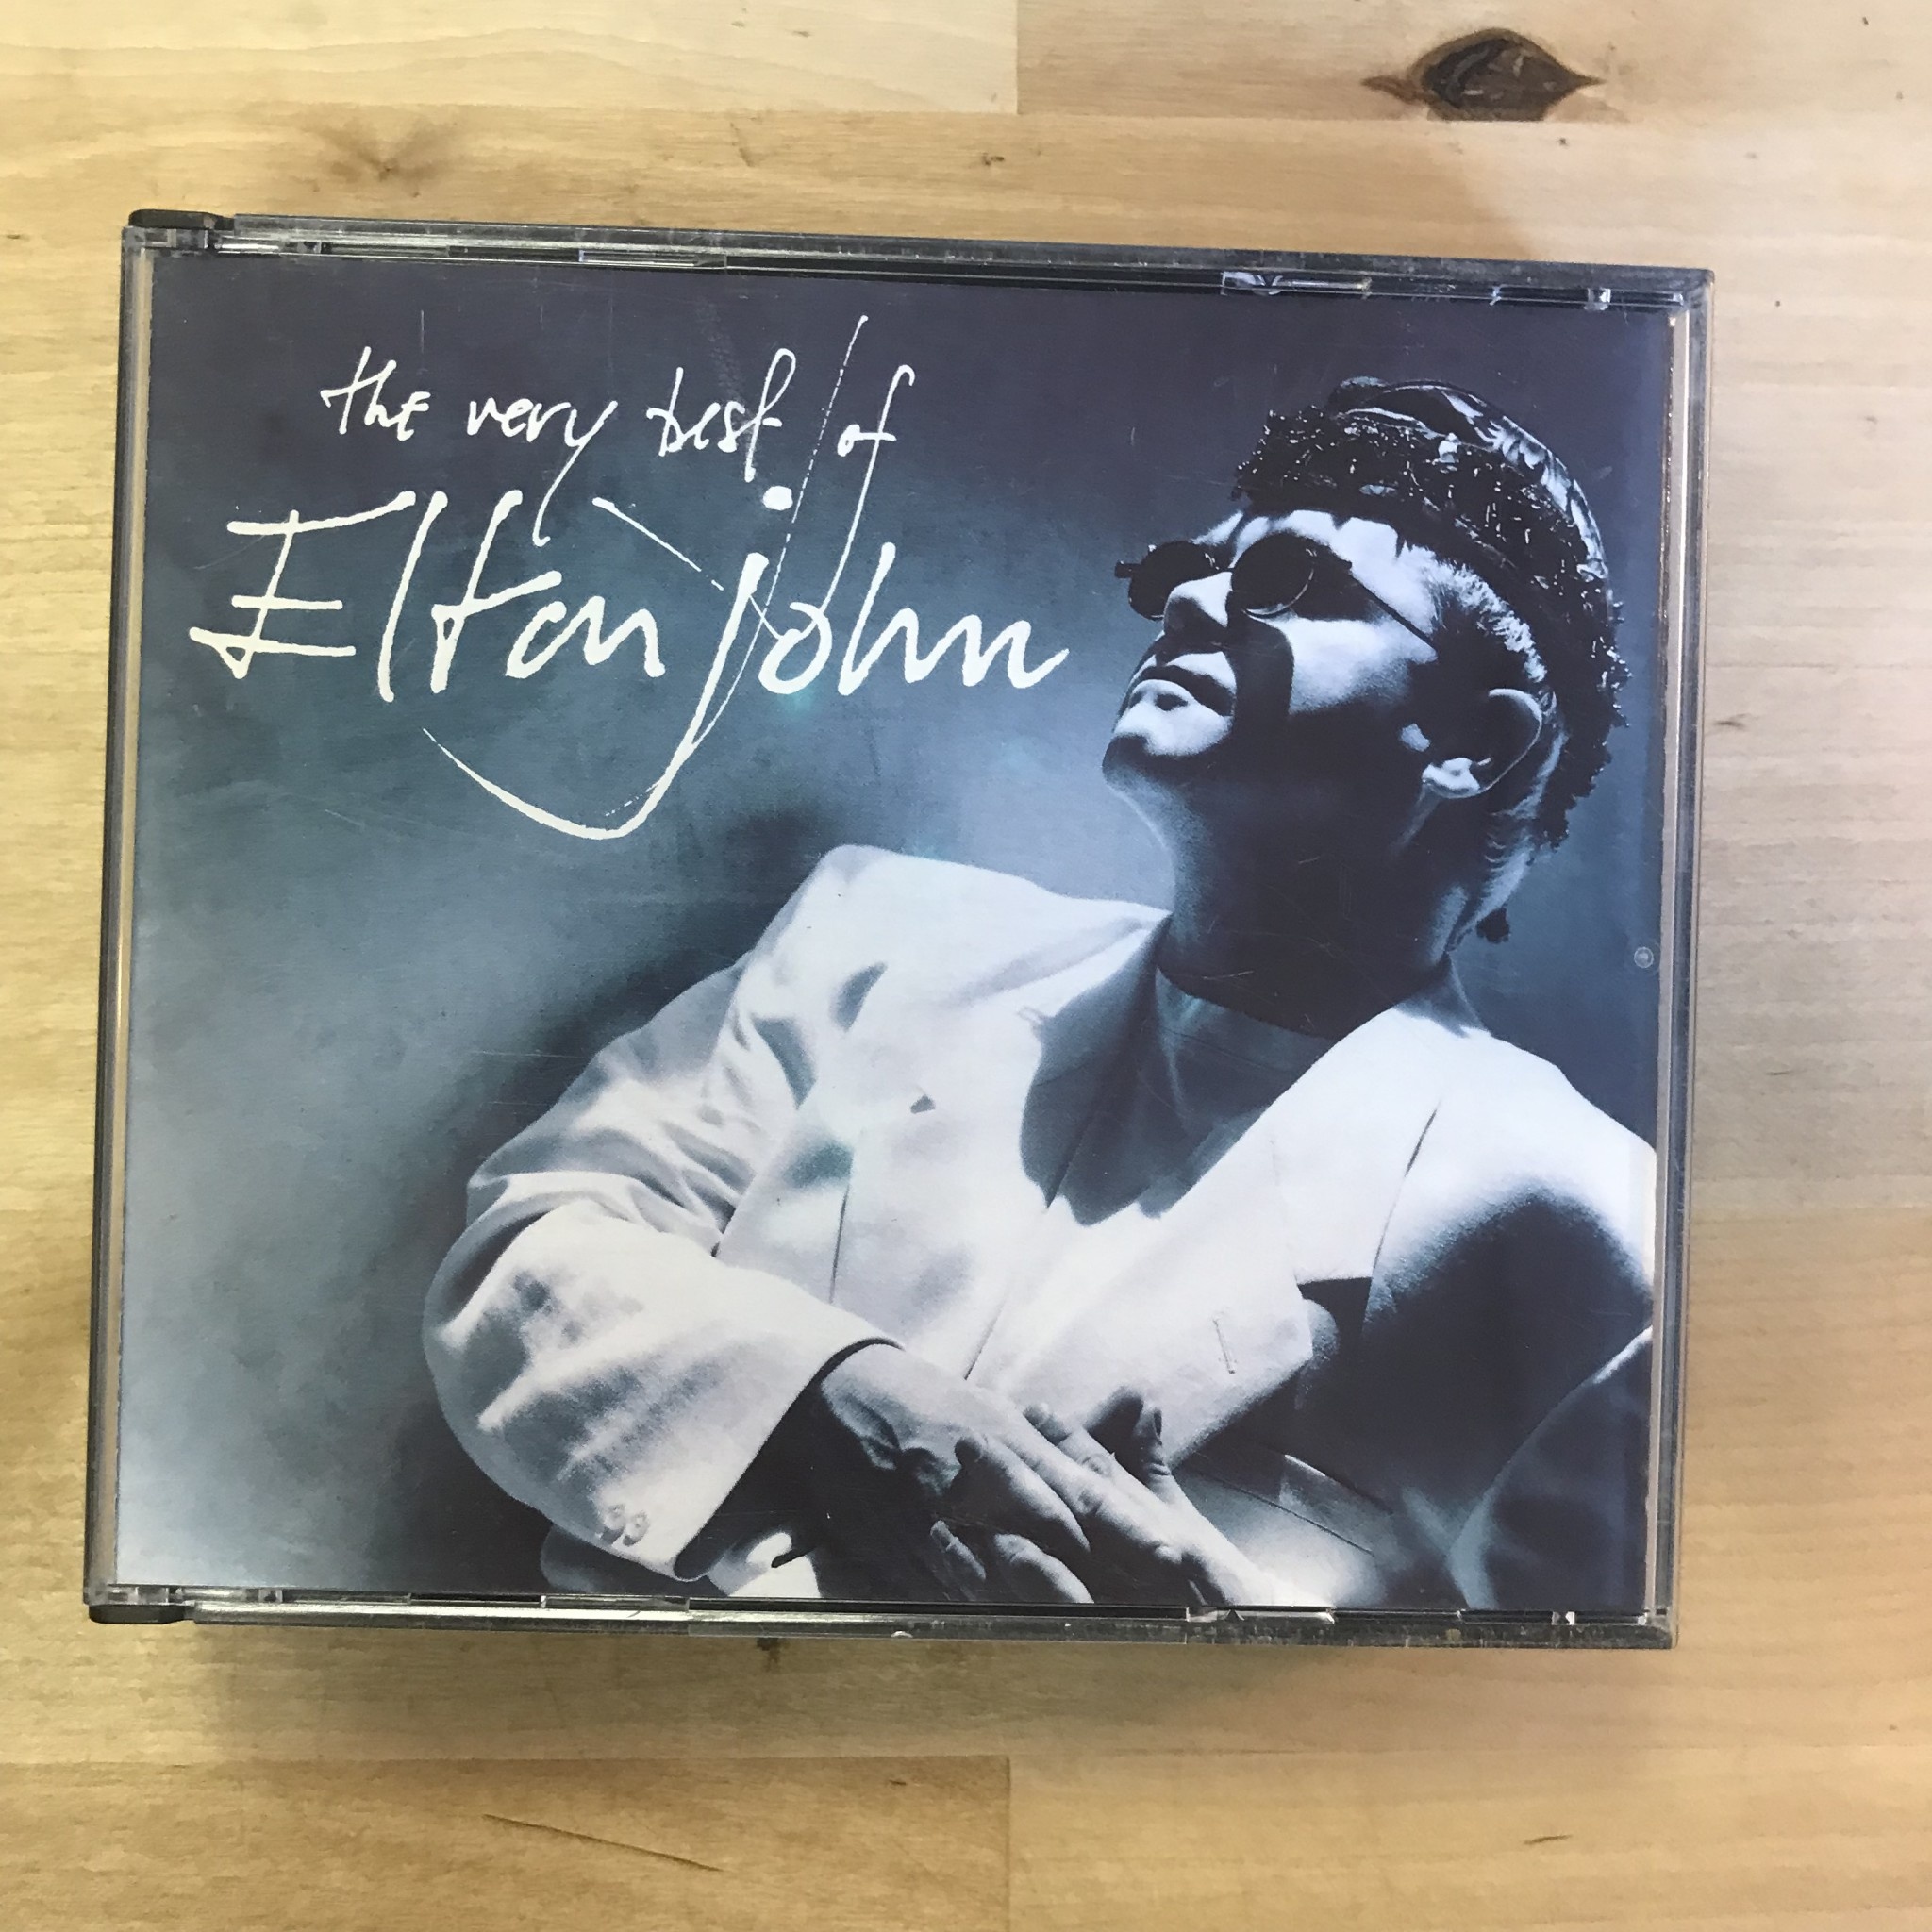 the very best of
Elton john